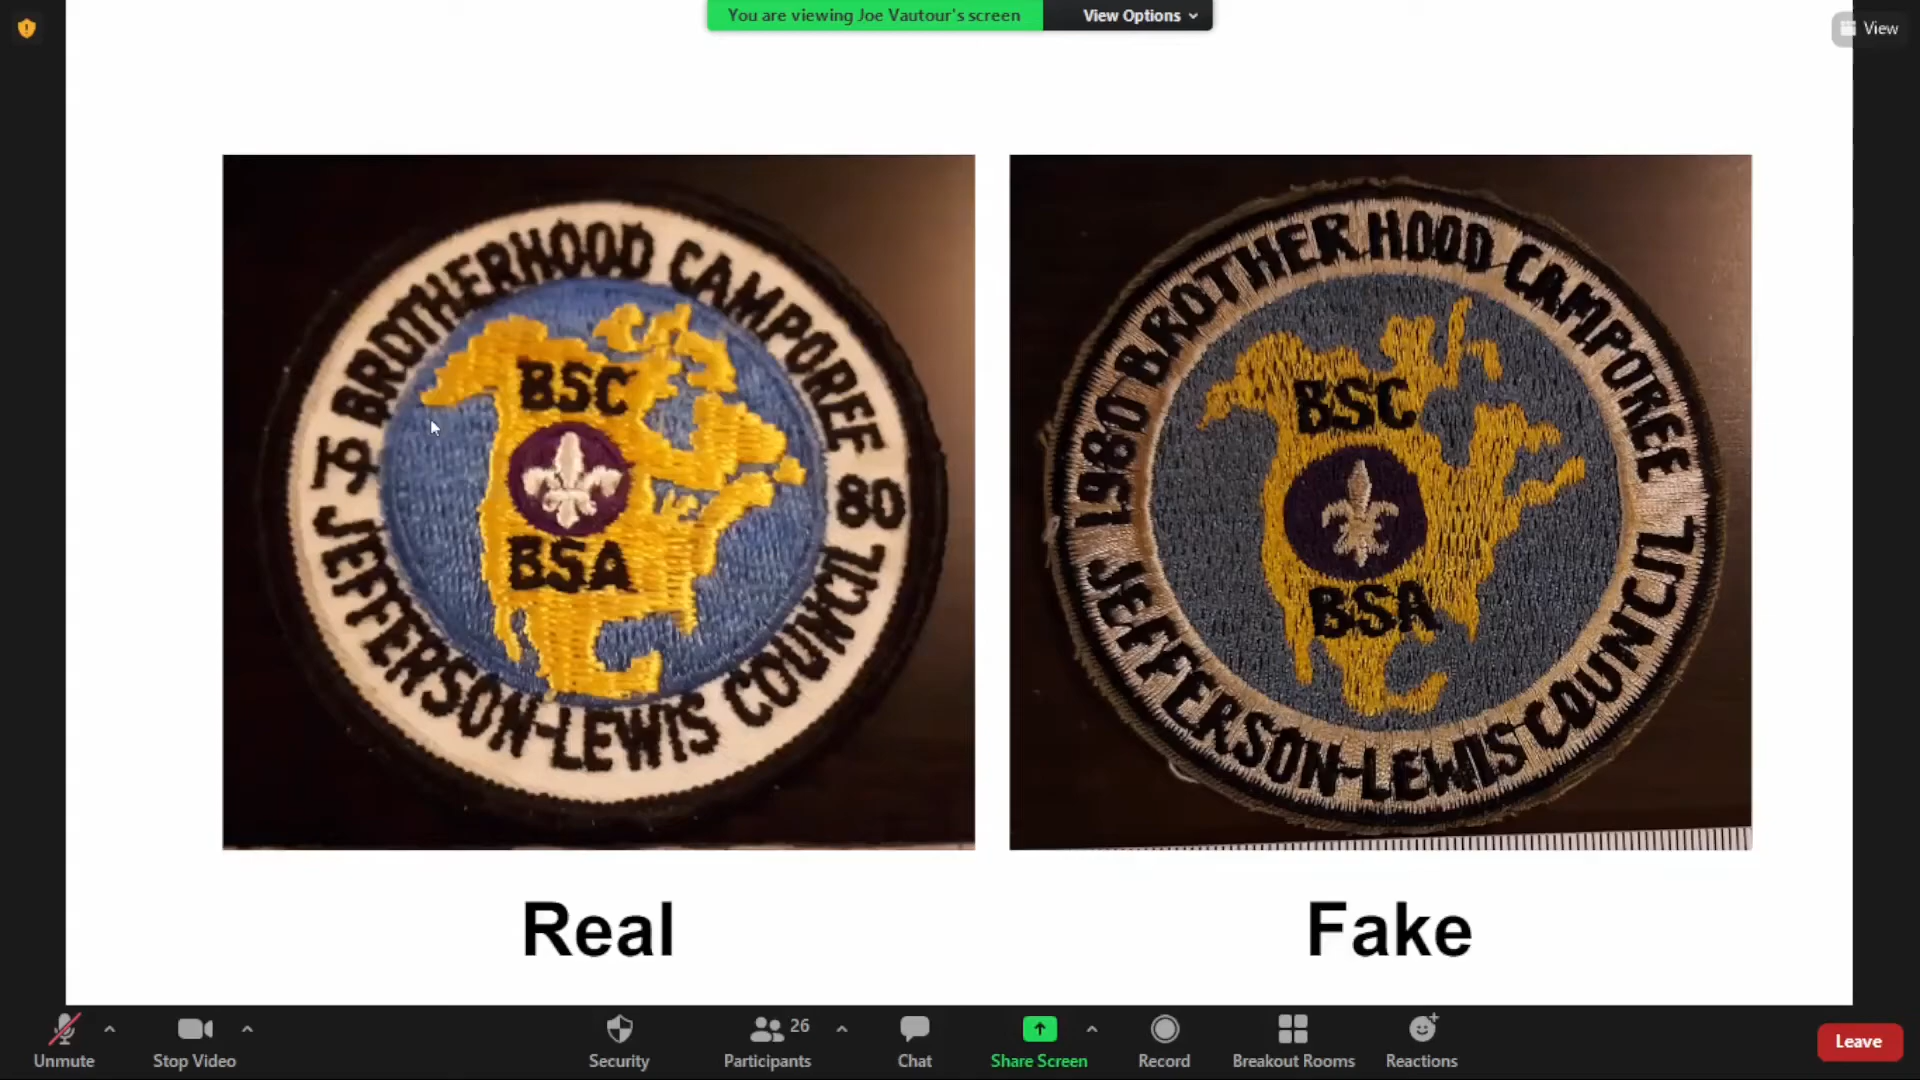 You are viewing Joe Vautour's screen View Options
View
BROTHERHOOD CAMPOREE 80
BSC
BSA
JEFFERSON-LEWIS COUNCIL
1980 BROTHERHOOD CAMPOREE
BSC
BSA
JEFFERSON-LEWIS COUNCIL
Real Fake
Unmute Stop Video Security Participants 26 Chat Share Screen Record Breakout Rooms Reactions Leave